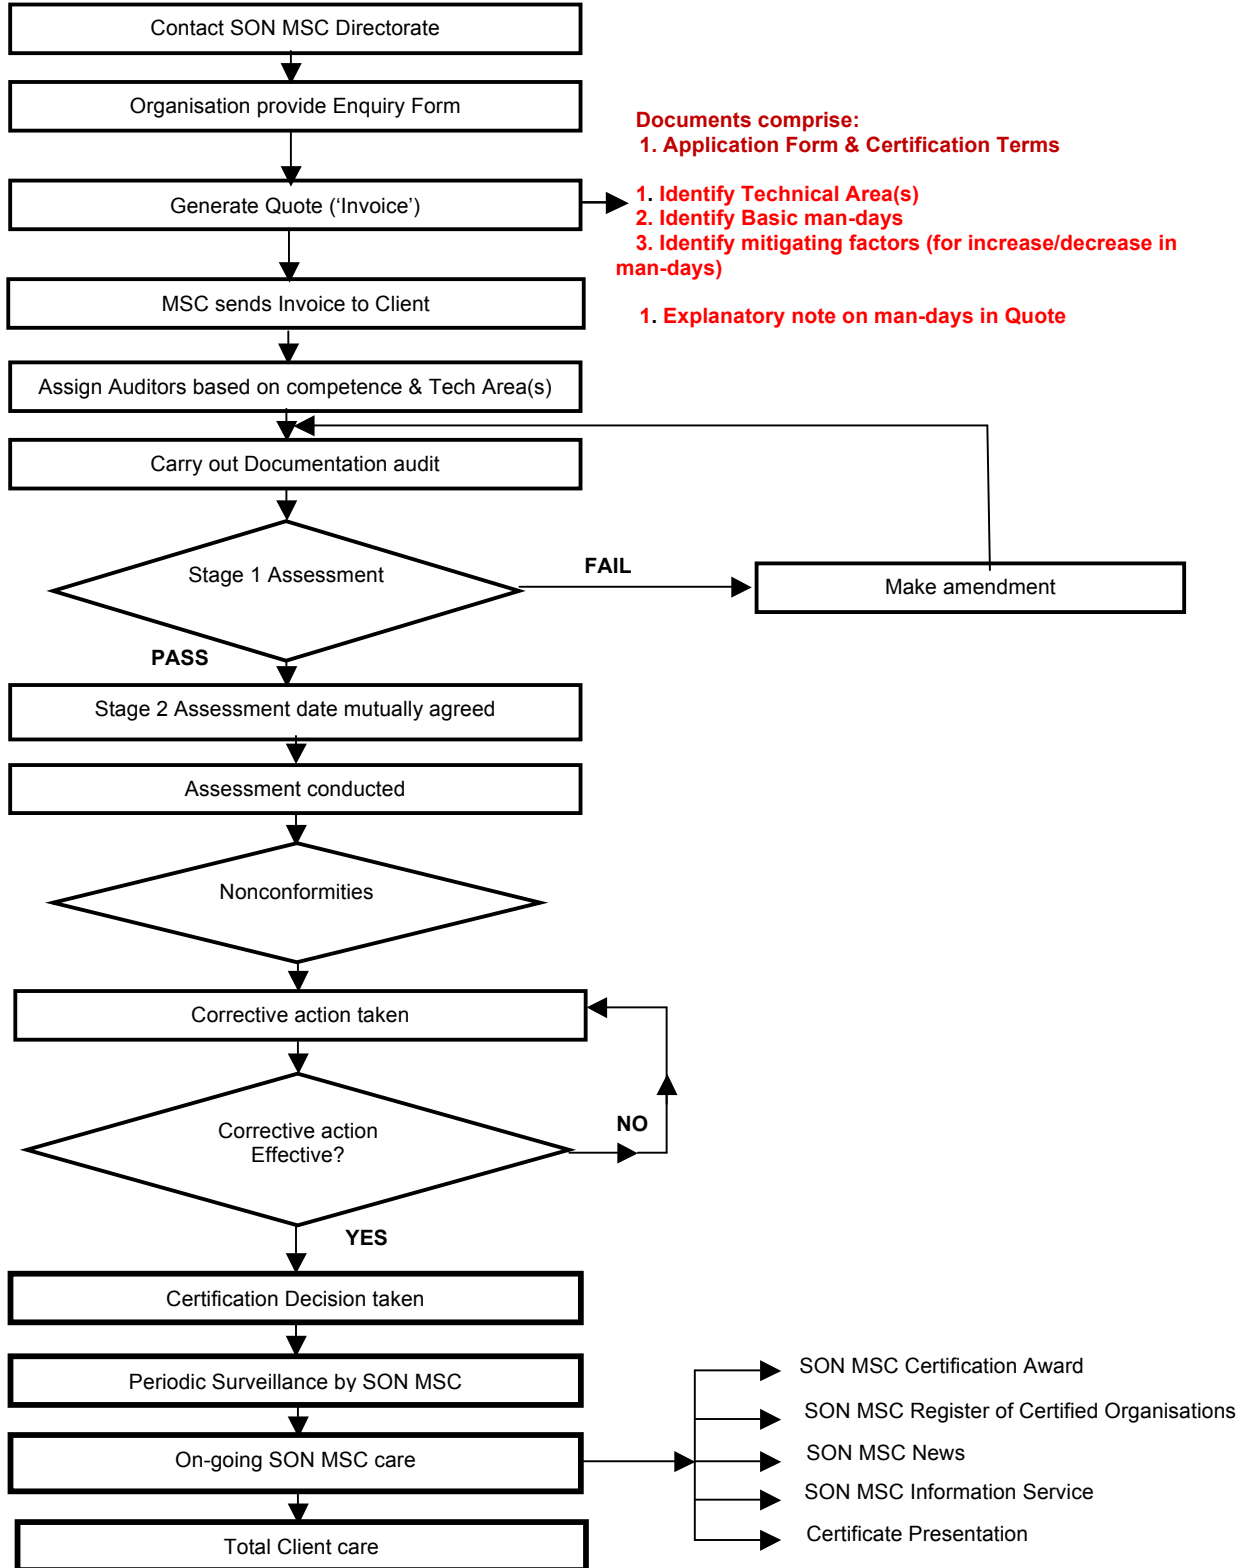 Contact SON MSC Directorate
Organisation provide Enquiry Form
Documents comprise:
1. Application Form & Certification Terms
Generate Quote (‘Invoice’)
1. Identify Technical Area(s)
2. Identify Basic man-days
3. Identify mitigating factors (for increase/decrease in
man-days)
MSC sends Invoice to Client
1. Explanatory note on man-days in Quote
Assign Auditors based on competence & Tech Area(s)
Carry out Documentation audit
Stage 1 Assessment
FAIL
Make amendment
PASS
Stage 2 Assessment date mutually agreed
Assessment conducted
Nonconformities
Corrective action taken
Corrective action
Effective?
NO
YES
Certification Decision taken
Periodic Surveillance by SON MSC
On-going SON MSC care
SON MSC Certification Award
SON MSC Register of Certified Organisations
SON MSC News
SON MSC Information Service
Certificate Presentation
Total Client care